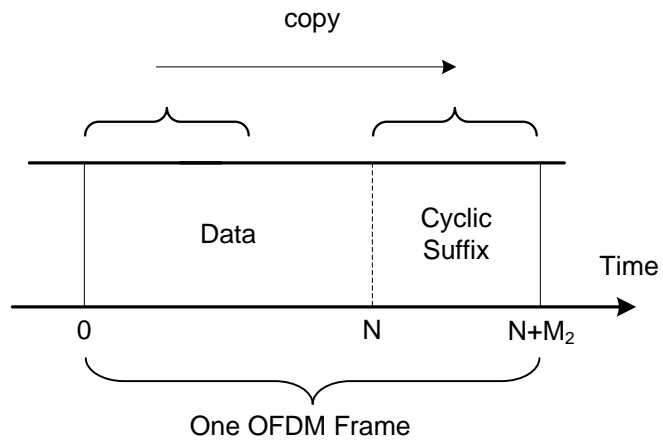 copy
Data
Cyclic
Suffix
Time
0
N
N+M₂
One OFDM Frame